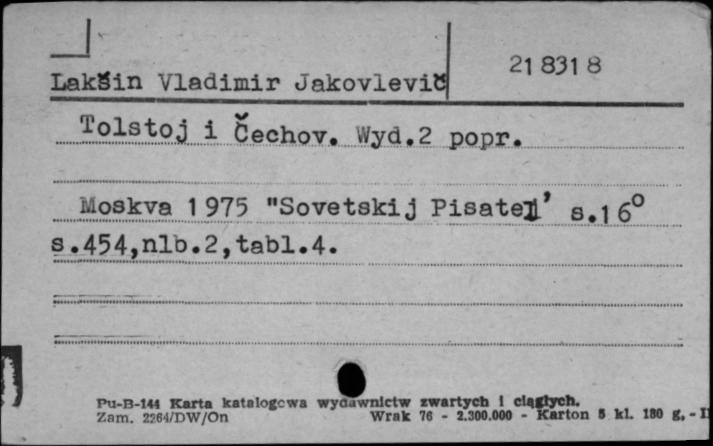 21 831 8
Lakšin Vladimir Jakovlevič
Tolstoj i Čechov. Wyd.2 popr.
Moskva 1975 "Sovetskij Pisatel’ s.16°
s.454,nlb.2,tabl.4.
Pu-B-144 Karta katalogowa wydawnictw zwartych i ciągłych.
Zam. 2264/DW/On Wrak 76 - 2.300.000 - Karton 5 kl. 180 g. -